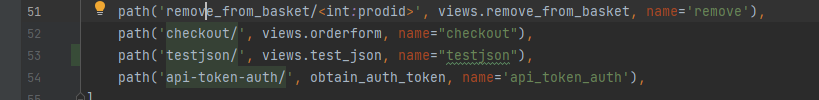 51 path('remove_from_basket/<int:prodid>', views.remove_from_basket, name='remove'),
52 path('checkout/', views.orderform, name="checkout"),
53 path('testjson/', views.test_json, name="testjson"),
54 path('api-token-auth/', obtain_auth_token, name='api_token_auth'),
55 ]